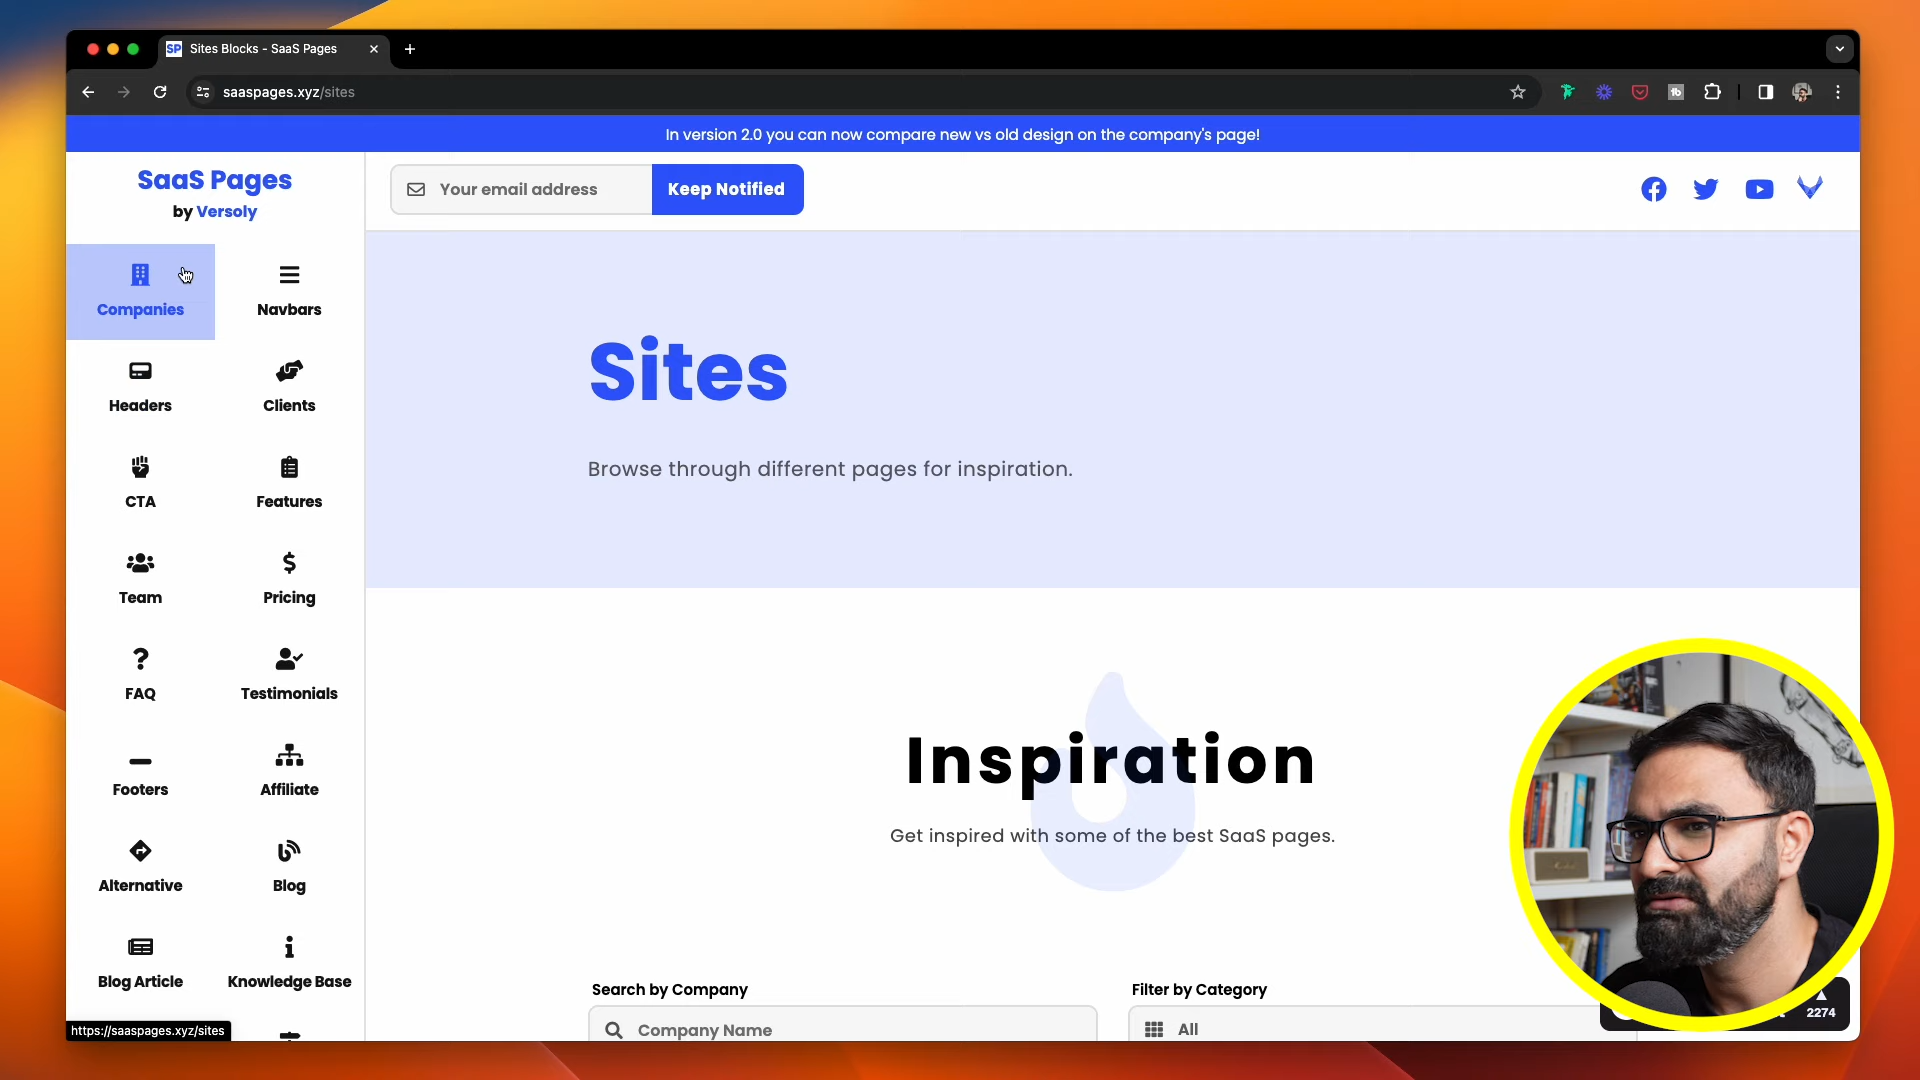 SP Sites Blocks - SaaS Pages
saaspages.xyz/sites
In version 2.0 you can now compare new vs old design on the company's page!
SaaS Pages
by Versoly
Your email address
Keep Notified
Companies
Navbars
Headers
Clients
CTA
Features
Team
Pricing
FAQ
Testimonials
Footers
Affiliate
Alternative
Blog
Blog Article
Knowledge Base
Sites
Browse through different pages for inspiration.
Inspiration
Get inspired with some of the best SaaS pages.
Search by Company
Filter by Category
Company Name
All
2274
https://saaspages.xyz/sites